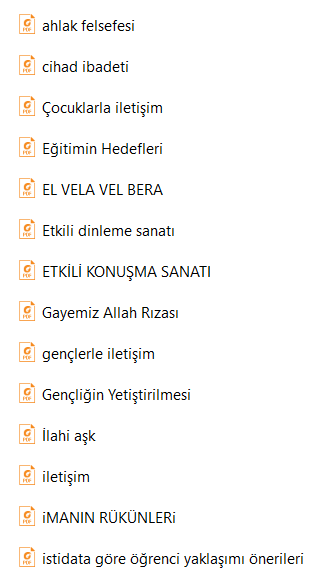 ahlak felsefesi
cihad ibadeti
Çocuklarla iletişim
Eğitimin Hedefleri
EL VELA VEL BERA
Etkili dinleme sanatı
ETKİLİ KONUŞMA SANATI
Gayemiz Allah Rızası
gençlerle iletişim
Gençliğin Yetiştirilmesi
İlahi aşk
iletişim
iMANIN RÜKÜNLERi
istidata göre öğrenci yaklaşımı önerileri